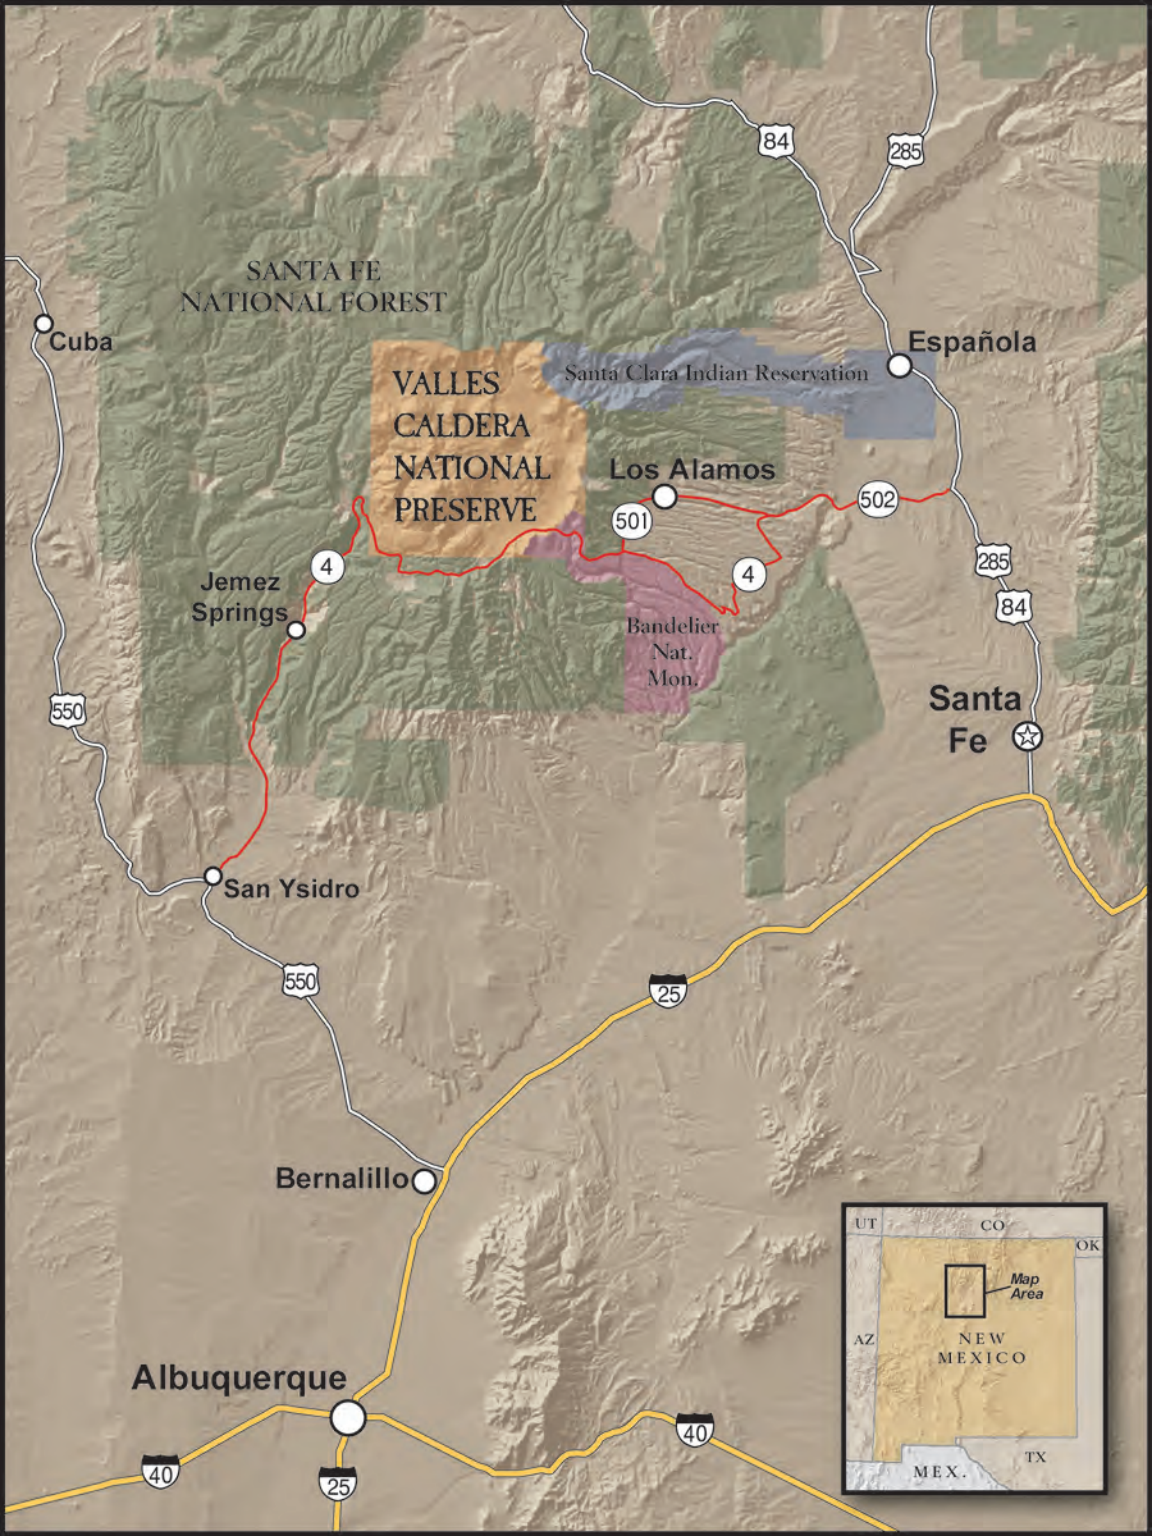 84
285
SANTA FE
NATIONAL FOREST
Cuba
Española
VALLES
CALDERA
NATIONAL
PRESERVE
Santa Clara Indian Reservation
Los Alamos
502
501
4
4
285
84
Jemez
Springs
Bandelier
Nat.
Mon.
550
Santa
Fe
San Ysidro
550
25
Bernalillo
UT
CO
OK
Map
Area
AZ
NEW
MEXICO
TX
MEX.
Albuquerque
40
25
40